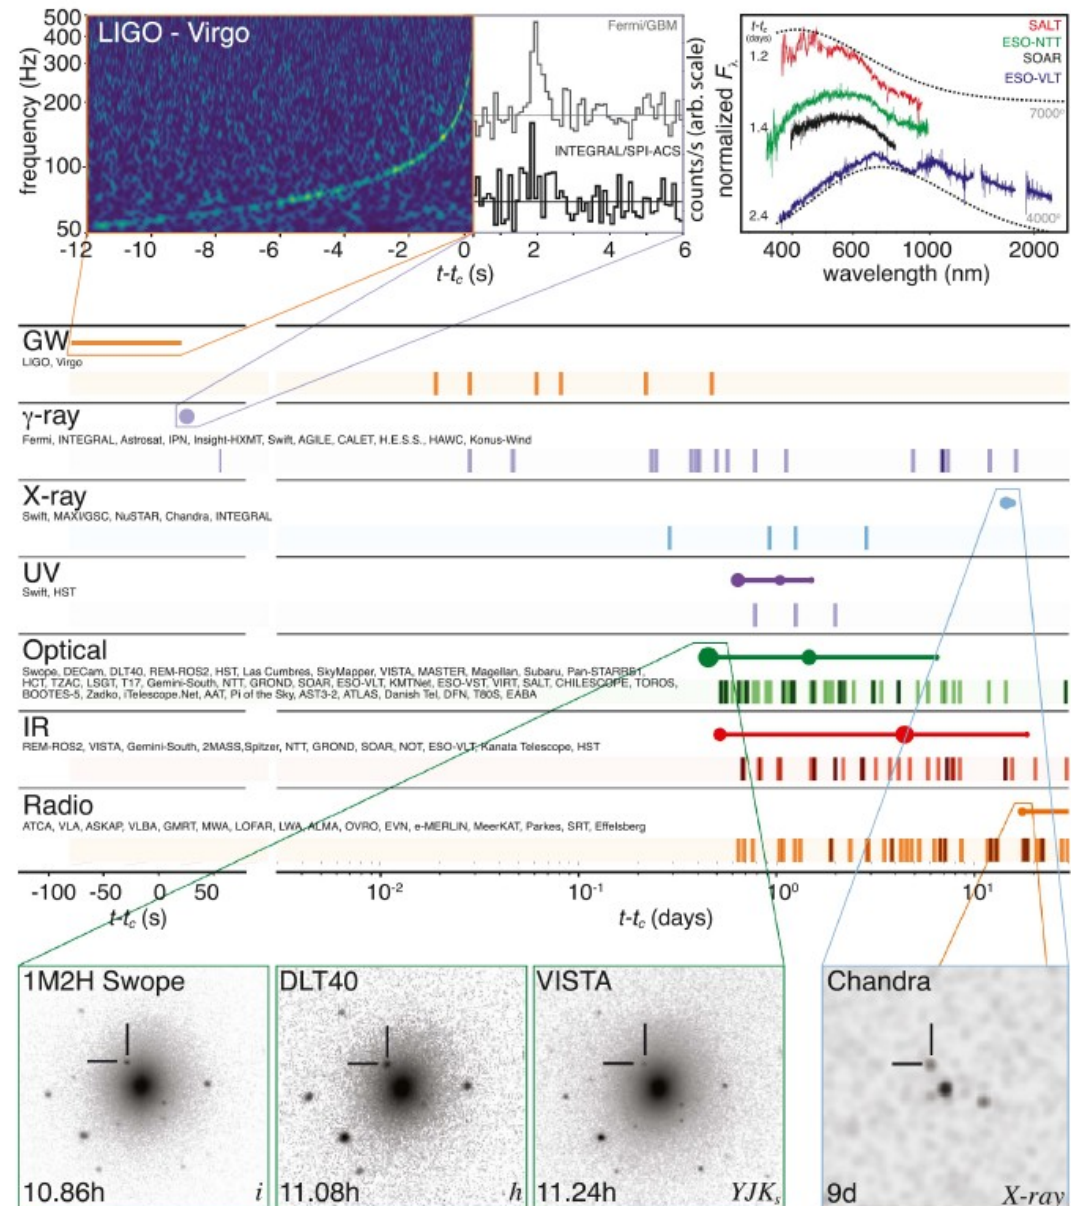 LIGO - Virgo
frequency (Hz)
500
400
300
200
100
50
-12 -10 -8 -6 -4 -2 0 2 4 6
t-tc (s)
Fermi/GBM
INTEGRAL/SPI-ACS
counts/s (arb. scale)
normalized Fλ
t-tc
(days)
1.2
1.4
2.4
SALT
ESO-NTT
SOAR
ESO-VLT
7000°
4000°
400 600 1000 2000
wavelength (nm)
GW
LIGO, Virgo
γ-ray
Fermi, INTEGRAL, Astrosat, IPN, Insight-HXMT, Swift, AGILE, CALET, H.E.S.S., HAWC, Konus-Wind
X-ray
Swift, MAXI/GSC, NuSTAR, Chandra, INTEGRAL
UV
Swift, HST
Optical
Swope, DECam, DLT40, REM-ROS2, HST, Las Cumbres, SkyMapper, VISTA, MASTER, Magellan, Subaru, Pan-STARRS1,
HCT, TZAC, LSGT, T17, Gemini-South, NTT, GROND, SOAR, ESO-VLT, KMTNet, ESO-VST, VIRT, SALT, CHILESCOPE, TOROS,
BOOTES-5, Zadko, iTelescope.Net, AAT, Pi of the Sky, AST3-2, ATLAS, Danish Tel, DFN, T80S, EABA
IR
REM-ROS2, VISTA, Gemini-South, 2MASS,Spitzer, NTT, GROND, SOAR, NOT, ESO-VLT, Kanata Telescope, HST
Radio
ATCA, VLA, ASKAP, VLBA, GMRT, MWA, LOFAR, LWA, ALMA, OVRO, EVN, e-MERLIN, MeerKAT, Parkes, SRT, Effelsberg
-100 -50 0 50 10⁻² 10⁻¹ 10⁰ 10¹
t-tc (s) t-tc (days)
1M2H Swope
10.86h i
DLT40
11.08h h
VISTA
11.24h YJKs
Chandra
9d X-ray